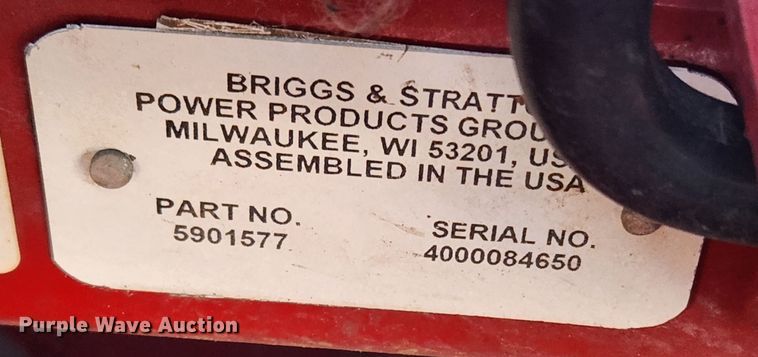 BRIGGS & STRATT
POWER PRODUCTS GROU
MILWAUKEE, WI 53201, US
ASSEMBLED IN THE USA
PART NO.
5901577
SERIAL NO.
4000084650
Purple Wave Auction